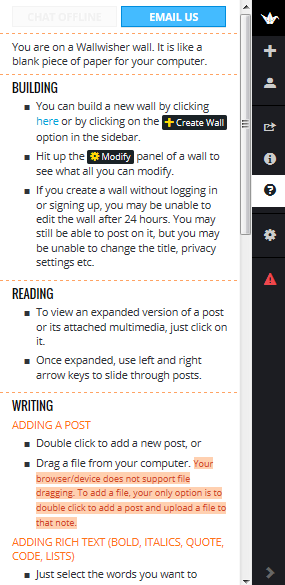 CHAT OFFLINE EMAIL US
You are on a Wallwisher wall. It is like
blank piece of paper for your computer.
BUILDING
You can build a new wall by clicking
here or by clicking on the Create Wall
option in the sidebar.
Hit up the Modify panel of a wall to
see what all you can modify.
If you create a wall without logging in
or signing up, you may be unable to
edit the wall after 24 hours. You may
still be able to post on it, but you may
be unable to change the title, privacy
settings etc.
READING
To view an expanded version of a post
or its attached multimedia, just click on
it.
Once expanded, use left and right
arrow keys to slide through posts.
WRITING
ADDING A POST
Double click to add a new post, or
Drag a file from your computer. Your
browser/device does not support file
dragging. To add a file, your only option is to
double click to add a post and upload a file to
that note.
ADDING RICH TEXT (BOLD, ITALICS, QUOTE,
CODE, LISTS)
Just select the words you want to